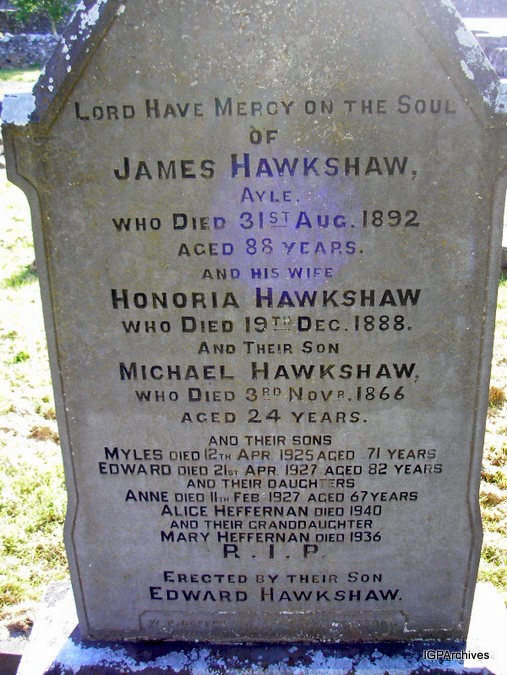 Lord Have Mercy on the Soul
of
James Hawkshaw,
Ayle.
who Died 31st Aug. 1892
aged 88 years.
and his wife
Honoria Hawkshaw
who Died 19th Dec. 1888.
And Their Son
Michael Hawkshaw,
who Died 3rd Novr. 1866
aged 24 years.
and their sons
Myles died 12th Apr 1925 aged 71 years
Edward died 21st Apr 1927 aged 82 years
and their daughters
Anne died 11th Feb 1927 aged 67 years
Alice Heffernan died 1940
and their granddaughter
Mary Heffernan died 1936
R. I. P.
Erected by their Son
Edward Hawkshaw.
IGPArchives